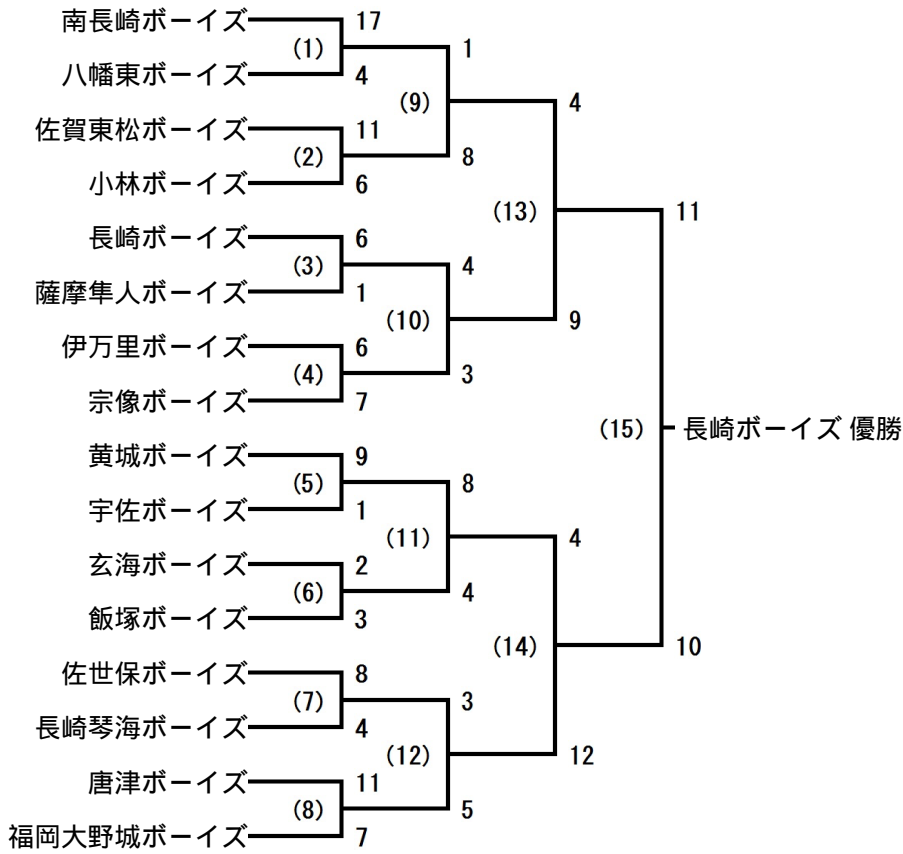 南長崎ボーイズ 17
(1) 1
八幡東ボーイズ 4
(9) 4
佐賀東松ボーイズ 11
(2) 8
小林ボーイズ 6
(13) 11
長崎ボーイズ 6
(3) 4
薩摩隼人ボーイズ 1
(10) 9
伊万里ボーイズ 6
(4) 3
宗像ボーイズ 7
(15) 長崎ボーイズ 優勝
黄城ボーイズ 9
(5) 8
宇佐ボーイズ 1
(11) 4
玄海ボーイズ 2
(6) 4
飯塚ボーイズ 3
(14) 10
佐世保ボーイズ 8
(7) 3
長崎琴海ボーイズ 4
(12) 12
唐津ボーイズ 11
(8) 5
福岡大野城ボーイズ 7